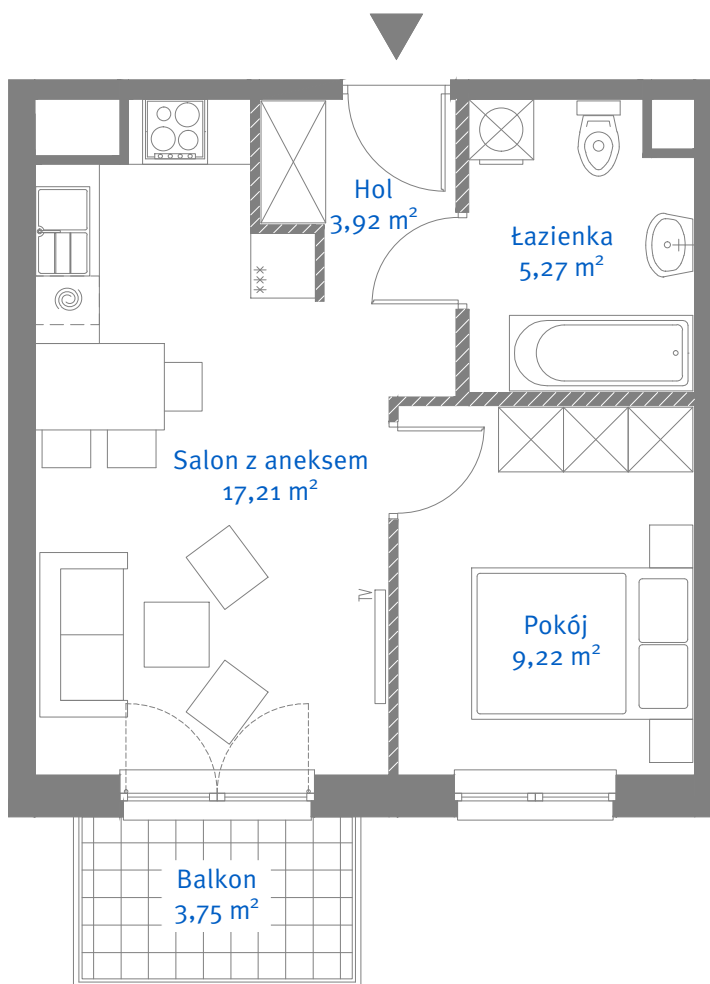 Hol
3,92 m²
Łazienka
5,27 m²
Salon z aneksem
17,21 m²
TV
Pokój
9,22 m²
Balkon
3,75 m²